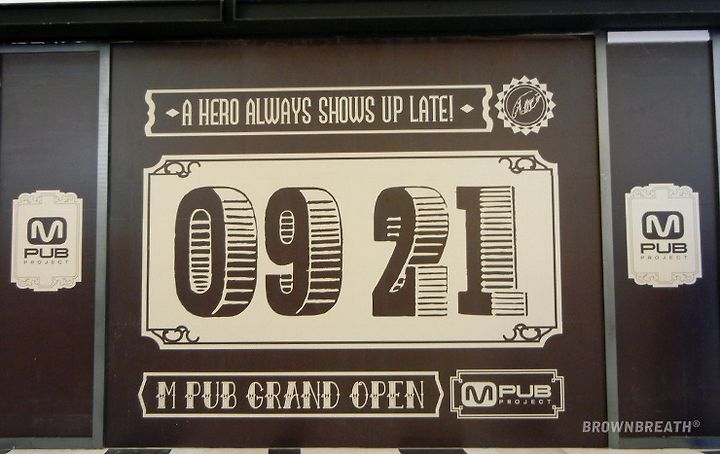 A HERO ALWAYS SHOWS UP LATE!
09 21
M
PUB
PROJECT
M
PUB
PROJECT
M PUB GRAND OPEN
M PUB
PROJECT
BROWNBREATH®